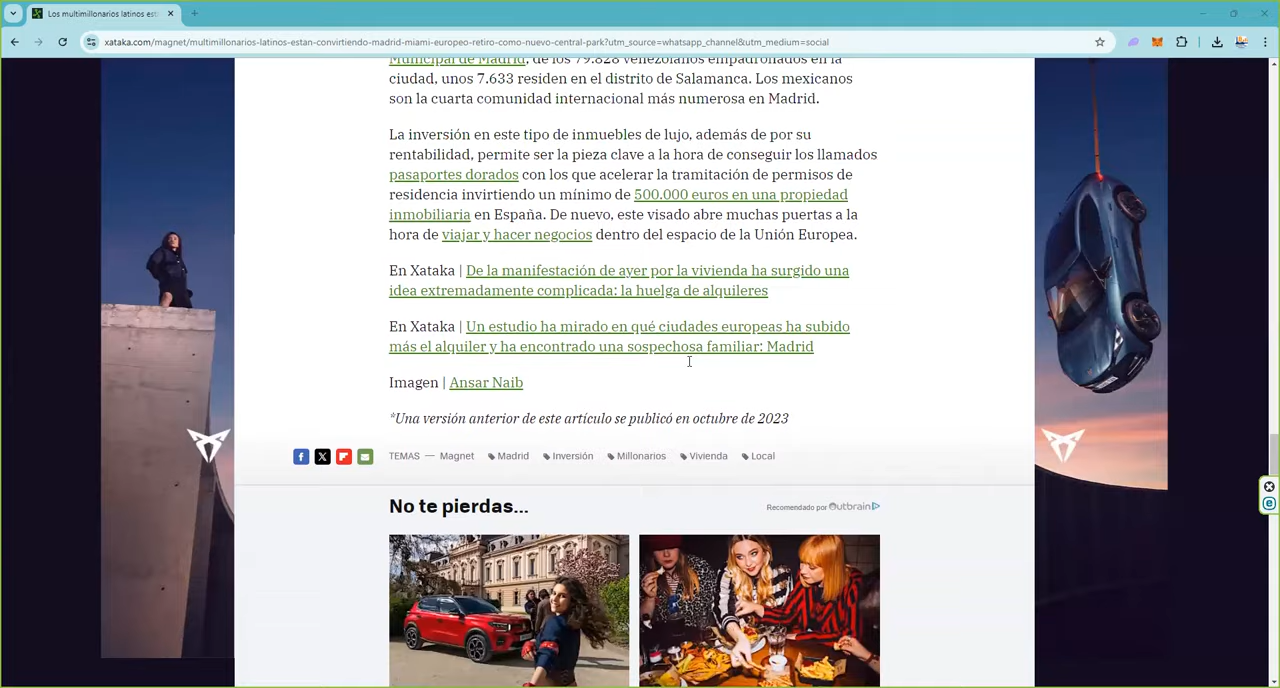 Los multimillonarios latinos est
xataka.com/magnet/multimillonarios-latinos-estan-convirtiendo-madrid-miami-europeo-retiro-como-nuevo-central-park?utm_source=whatsapp_channel&utm_medium=social
Municipal de Madrid, de los 79.828 venezolanos empadronados en la
ciudad, unos 7.633 residen en el distrito de Salamanca. Los mexicanos
son la cuarta comunidad internacional más numerosa en Madrid.
La inversión en este tipo de inmuebles de lujo, además de por su
rentabilidad, permite ser la pieza clave a la hora de conseguir los llamados
pasaportes dorados con los que acelerar la tramitación de permisos de
residencia invirtiendo un mínimo de 500.000 euros en una propiedad
inmobiliaria en España. De nuevo, este visado abre muchas puertas a la
hora de viajar y hacer negocios dentro del espacio de la Unión Europea.
En Xataka | De la manifestación de ayer por la vivienda ha surgido una
idea extremadamente complicada: la huelga de alquileres
En Xataka | Un estudio ha mirado en qué ciudades europeas ha subido
más el alquiler y ha encontrado una sospechosa familiar: Madrid
Imagen | Ansar Naib
*Una versión anterior de este artículo se publicó en octubre de 2023
TEMAS — Magnet Madrid Inversión Millonarios Vivienda Local
No te pierdas...
Recomendado por Outbrain